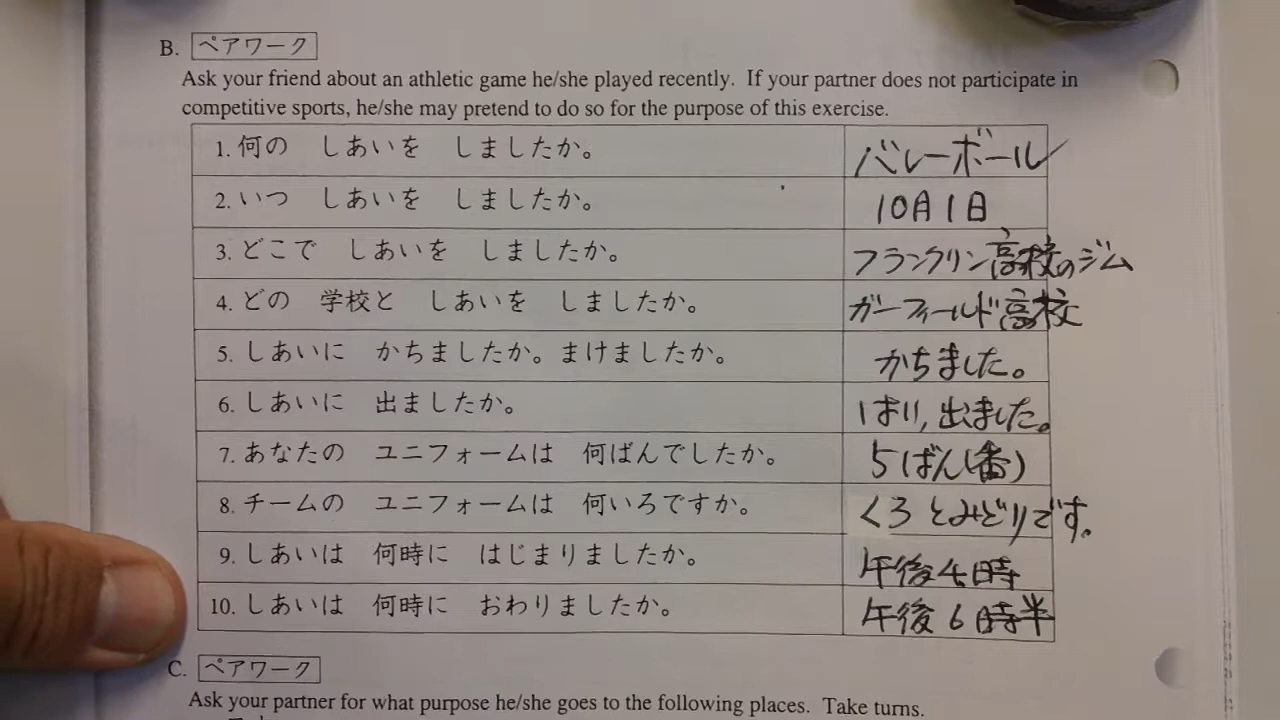 B. ペアワーク
Ask your friend about an athletic game he/she played recently. If your partner does not participate in
competitive sports, he/she may pretend to do so for the purpose of this exercise.
1. 何の しあいを しましたか。 バレーボール
2. いつ しあいを しましたか。 10月1日
3. どこで しあいを しましたか。 フランクリン高校のジム
4. どの 学校と しあいを しましたか。 ガーフィールド高校
5. しあいに かちましたか。まけましたか。 かちました。
6. しあいに 出ましたか。 はい, 出ました。
7. あなたの ユニフォームは 何ばんでしたか。 5ばん(番)
8. チームの ユニフォームは 何いろですか。 くろとみどりです。
9. しあいは 何時に はじまりましたか。 午後4時
10. しあいは 何時に おわりましたか。 午後6時半
C. ペアワーク
Ask your partner for what purpose he/she goes to the following places. Take turns.